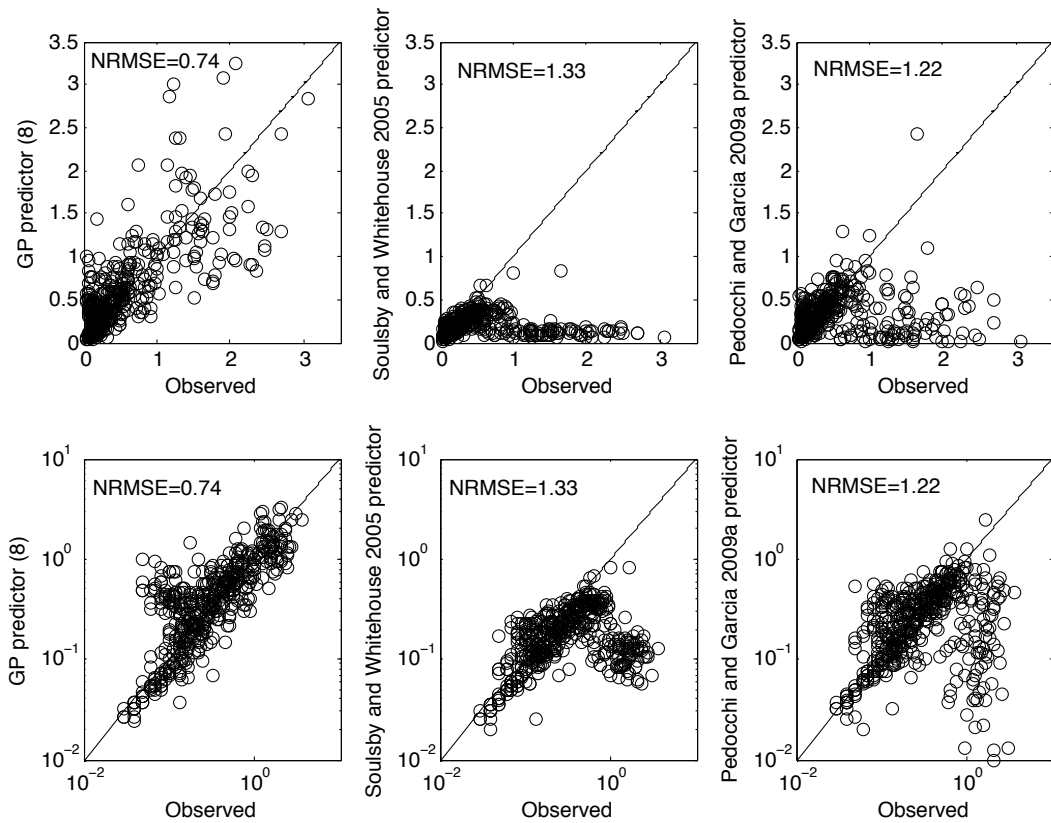 GP predictor (8)
3.5
3
2.5
2
1.5
1
0.5
0
NRMSE=0.74
0 1 2 3
Observed
Soulsby and Whitehouse 2005 predictor
3.5
3
2.5
2
1.5
1
0.5
0
NRMSE=1.33
0 1 2 3
Observed
Pedocchi and Garcia 2009a predictor
3.5
3
2.5
2
1.5
1
0.5
0
NRMSE=1.22
0 1 2 3
Observed
GP predictor (8)
10^1
10^0
10^−1
10^−2
NRMSE=0.74
10^−2 10^0
Observed
Soulsby and Whitehouse 2005 predictor
10^1
10^0
10^−1
10^−2
NRMSE=1.33
10^−2 10^0
Observed
Pedocchi and Garcia 2009a predictor
10^1
10^0
10^−1
10^−2
NRMSE=1.22
10^−2 10^0
Observed